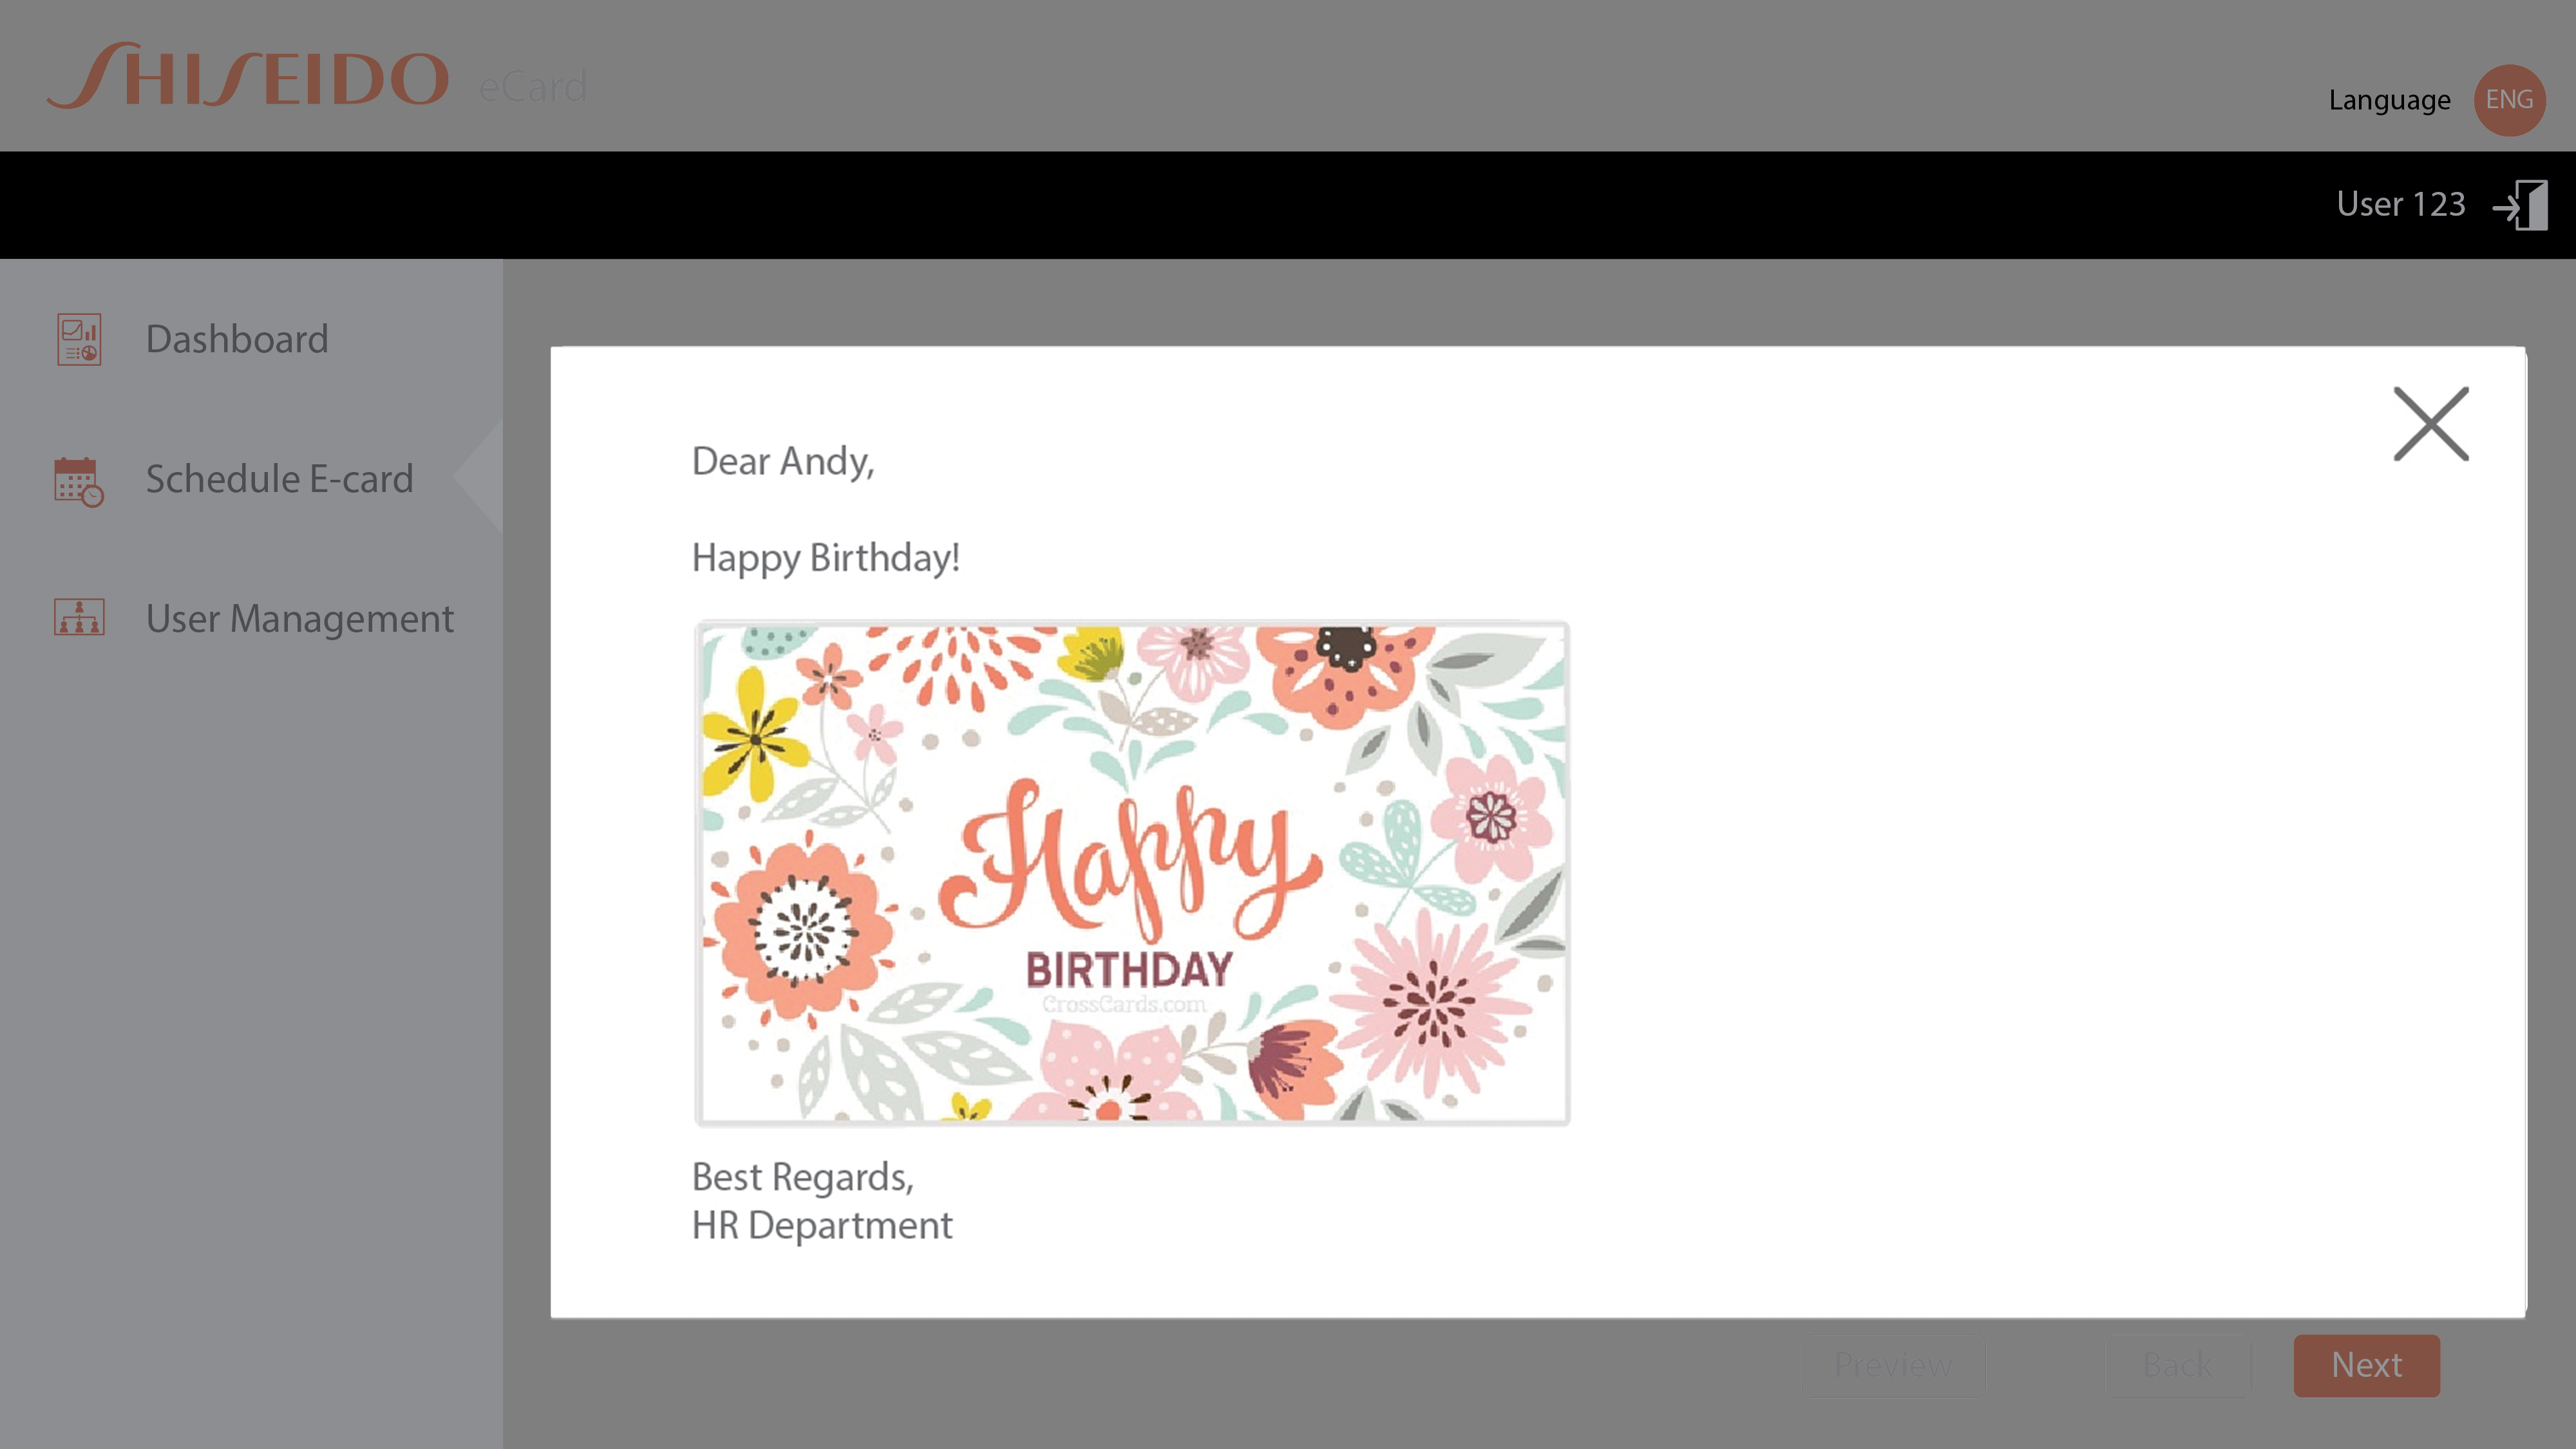 SHISEIDO eCard
Language ENG
User 123
Dashboard
Schedule E-card
User Management
Dear Andy,
Happy Birthday!
Happy
BIRTHDAY
CrossCards.com
Best Regards,
HR Department
Preview Back Next